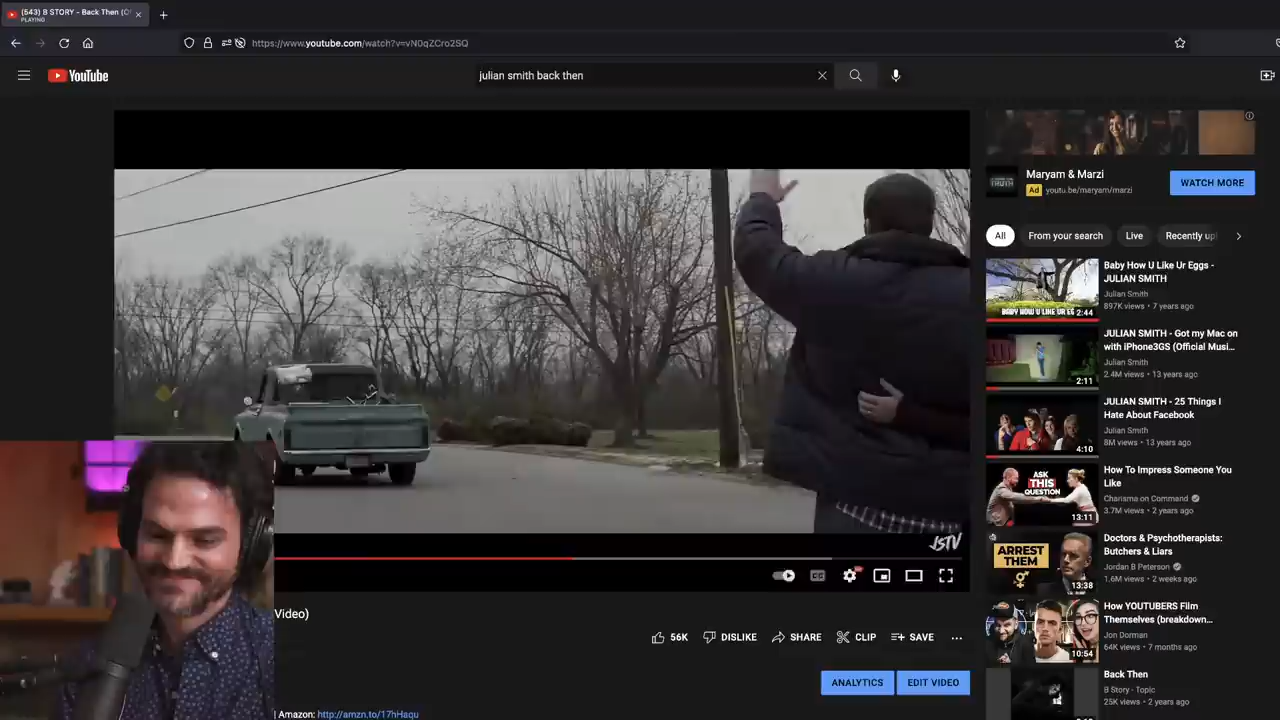 (543) B STORY - Back Then (Of
PLAYING
https://www.youtube.com/watch?v=vN0qZCro2SQ
YouTube
julian smith back then
Maryam & Marzi
Ad youtu.be/maryam/marzi
WATCH MORE
All
From your search
Live
Recently up
Baby How U Like Ur Eggs -
JULIAN SMITH
Julian Smith
897K views • 7 years ago
BABY HOW U LIKE UR EG
2:44
JULIAN SMITH - Got my Mac on
with iPhone3GS (Official Musi...
Julian Smith
2.4M views • 13 years ago
2:11
JULIAN SMITH - 25 Things I
Hate About Facebook
Julian Smith
8M views • 13 years ago
4:10
How To Impress Someone You
Like
Charisma on Command
3.7M views • 2 years ago
ASK
THIS
QUESTION
13:11
Doctors & Psychotherapists:
Butchers & Liars
Jordan B Peterson
1.6M views • 2 weeks ago
ARREST
THEM
13:38
How YOUTUBERS Film
Themselves (breakdown...
Jon Dorman
64K views • 7 months ago
10:54
Back Then
B Story - Topic
25K views • 2 years ago
JSTV
Video)
56K
DISLIKE
SHARE
CLIP
SAVE
ANALYTICS
EDIT VIDEO
| Amazon: http://amzn.to/17hHaqu